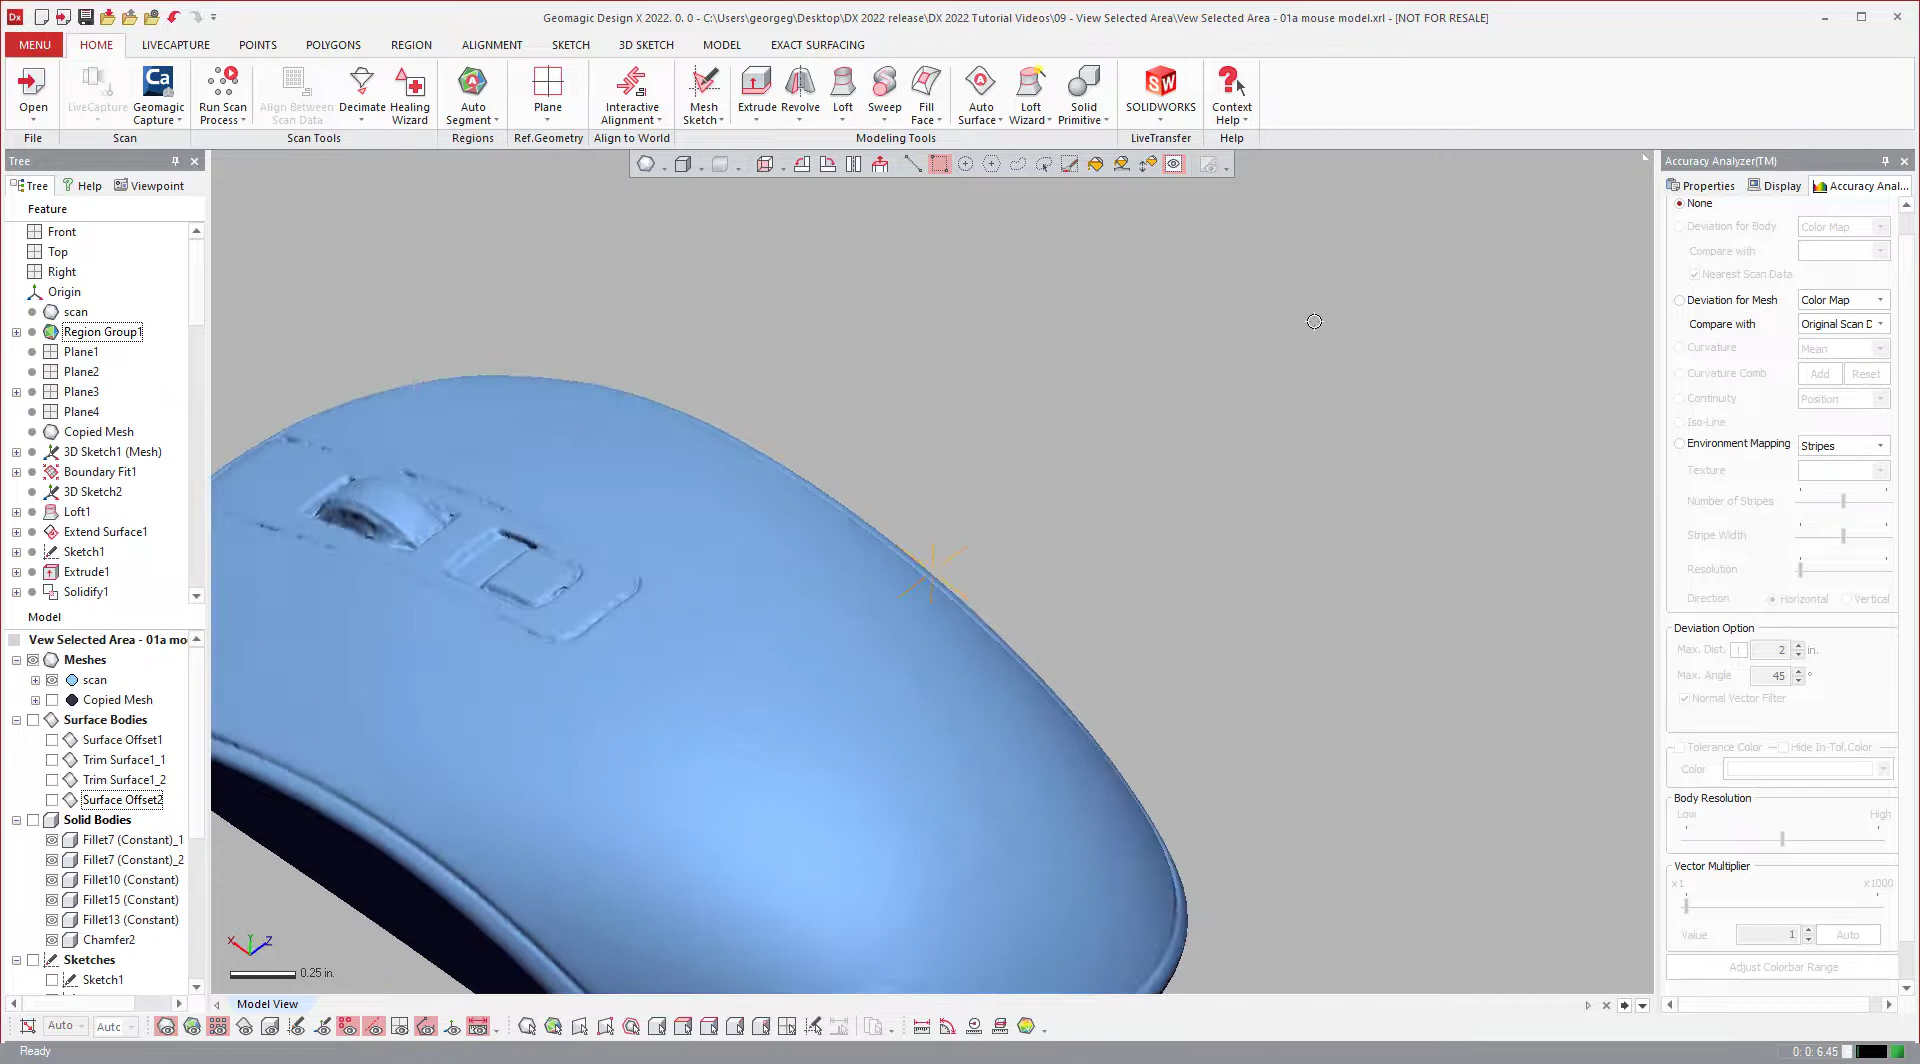 Geomagic Design X 2022. 0. 0 - C:\Users\georgeg\Desktop\DX 2022 release\DX 2022 Tutorial Videos\09 - View Selected Area\Vew Selected Area - 01a mouse model.xrl - [NOT FOR RESALE]
MENU HOME LIVECAPTURE POINTS POLYGONS REGION ALIGNMENT SKETCH 3D SKETCH MODEL EXACT SURFACING
Open
LiveCapture
Geomagic Capture
Run Scan Process
Align Between Scan Data
Decimate
Healing Wizard
Auto Segment
Plane
Interactive Alignment
Mesh Sketch
Extrude
Revolve
Loft
Sweep
Fill Face
Auto Surface
Loft Wizard
Solid Primitive
SOLIDWORKS
Context Help
File Scan Scan Tools Regions Ref.Geometry Align to World Modeling Tools LiveTransfer Help
Tree
Tree Help Viewpoint
Feature
Front
Top
Right
Origin
scan
Region Group1
Plane1
Plane2
Plane3
Plane4
Copied Mesh
3D Sketch1 (Mesh)
Boundary Fit1
3D Sketch2
Loft1
Extend Surface1
Sketch1
Extrude1
Solidify1
Model
Vew Selected Area - 01a mo
Meshes
scan
Copied Mesh
Surface Bodies
Surface Offset1
Trim Surface1_1
Trim Surface1_2
Surface Offset2
Solid Bodies
Fillet7 (Constant)_1
Fillet7 (Constant)_2
Fillet10 (Constant)
Fillet15 (Constant)
Fillet13 (Constant)
Chamfer2
Sketches
Sketch1
X Y Z
0.25 in.
Model View
Accuracy Analyzer(TM)
Properties Display Accuracy Anal...
None
Deviation for Body Color Map
Compare with
Nearest Scan Data
Deviation for Mesh Color Map
Compare with Original Scan D
Curvature Mean
Curvature Comb Add Reset
Continuity Position
Iso-Line
Environment Mapping Stripes
Texture
Number of Stripes
Stripe Width
Resolution
Direction Horizontal Vertical
Deviation Option
Max. Dist. 2 in.
Max. Angle 45 °
Normal Vector Filter
Tolerance Color Hide In-Tol.Color
Color
Body Resolution
Low High
Vector Multiplier
x1 x1000
Value 1 Auto
Adjust Colorbar Range
Auto Autc
Ready
0: 0: 6.45